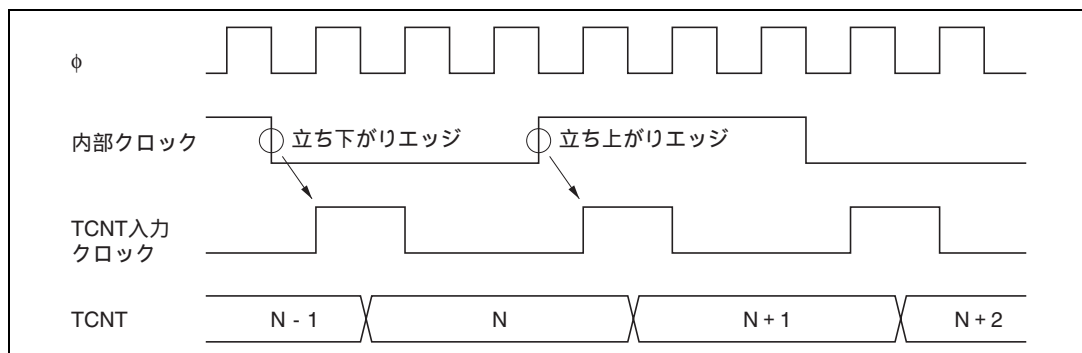 φ
内部クロック
立ち下がりエッジ
立ち上がりエッジ
TCNT入力
クロック
TCNT
N - 1
N
N + 1
N + 2